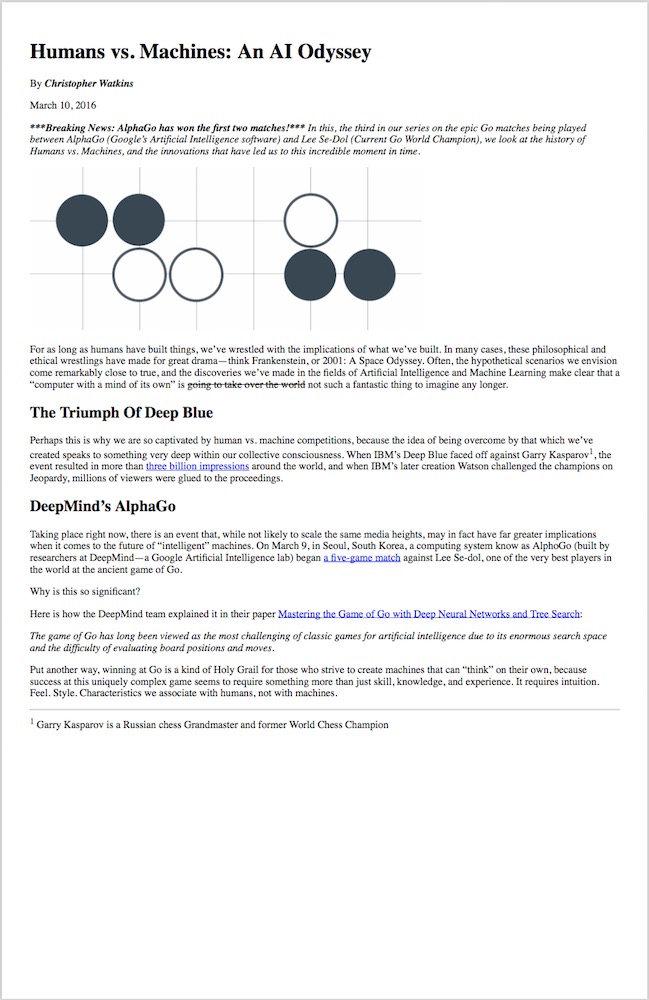 Humans vs. Machines: An AI Odyssey
By Christopher Watkins
March 10, 2016
***Breaking News: AlphaGo has won the first two matches!*** In this, the third in our series on the epic Go matches being played
between AlphaGo (Google's Artificial Intelligence software) and Lee Se-Dol (Current Go World Champion), we look at the history of
Humans vs. Machines, and the innovations that have led us to this incredible moment in time.
For as long as humans have built things, we've wrestled with the implications of what we've built. In many cases, these philosophical and
ethical wrestlings have made for great drama—think Frankenstein, or 2001: A Space Odyssey. Often, the hypothetical scenarios we envision
come remarkably close to true, and the discoveries we've made in the fields of Artificial Intelligence and Machine Learning make clear that a
“computer with a mind of its own” is going to take over the world not such a fantastic thing to imagine any longer.
The Triumph Of Deep Blue
Perhaps this is why we are so captivated by human vs. machine competitions, because the idea of being overcome by that which we've
created speaks to something very deep within our collective consciousness. When IBM's Deep Blue faced off against Garry Kasparov1, the
event resulted in more than three billion impressions around the world, and when IBM's later creation Watson challenged the champions on
Jeopardy, millions of viewers were glued to the proceedings.
DeepMind's AlphaGo
Taking place right now, there is an event that, while not likely to scale the same media heights, may in fact have far greater implications
when it comes to the future of “intelligent” machines. On March 9, in Seoul, South Korea, a computing system know as AlphoGo (built by
researchers at DeepMind—a Google Artificial Intelligence lab) began a five-game match against Lee Se-dol, one of the very best players in
the world at the ancient game of Go.
Why is this so significant?
Here is how the DeepMind team explained it in their paper Mastering the Game of Go with Deep Neural Networks and Tree Search:
The game of Go has long been viewed as the most challenging of classic games for artificial intelligence due to its enormous search space
and the difficulty of evaluating board positions and moves.
Put another way, winning at Go is a kind of Holy Grail for those who strive to create machines that can “think” on their own, because
success at this uniquely complex game seems to require something more than just skill, knowledge, and experience. It requires intuition.
Feel. Style. Characteristics we associate with humans, not with machines.
1 Garry Kasparov is a Russian chess Grandmaster and former World Chess Champion